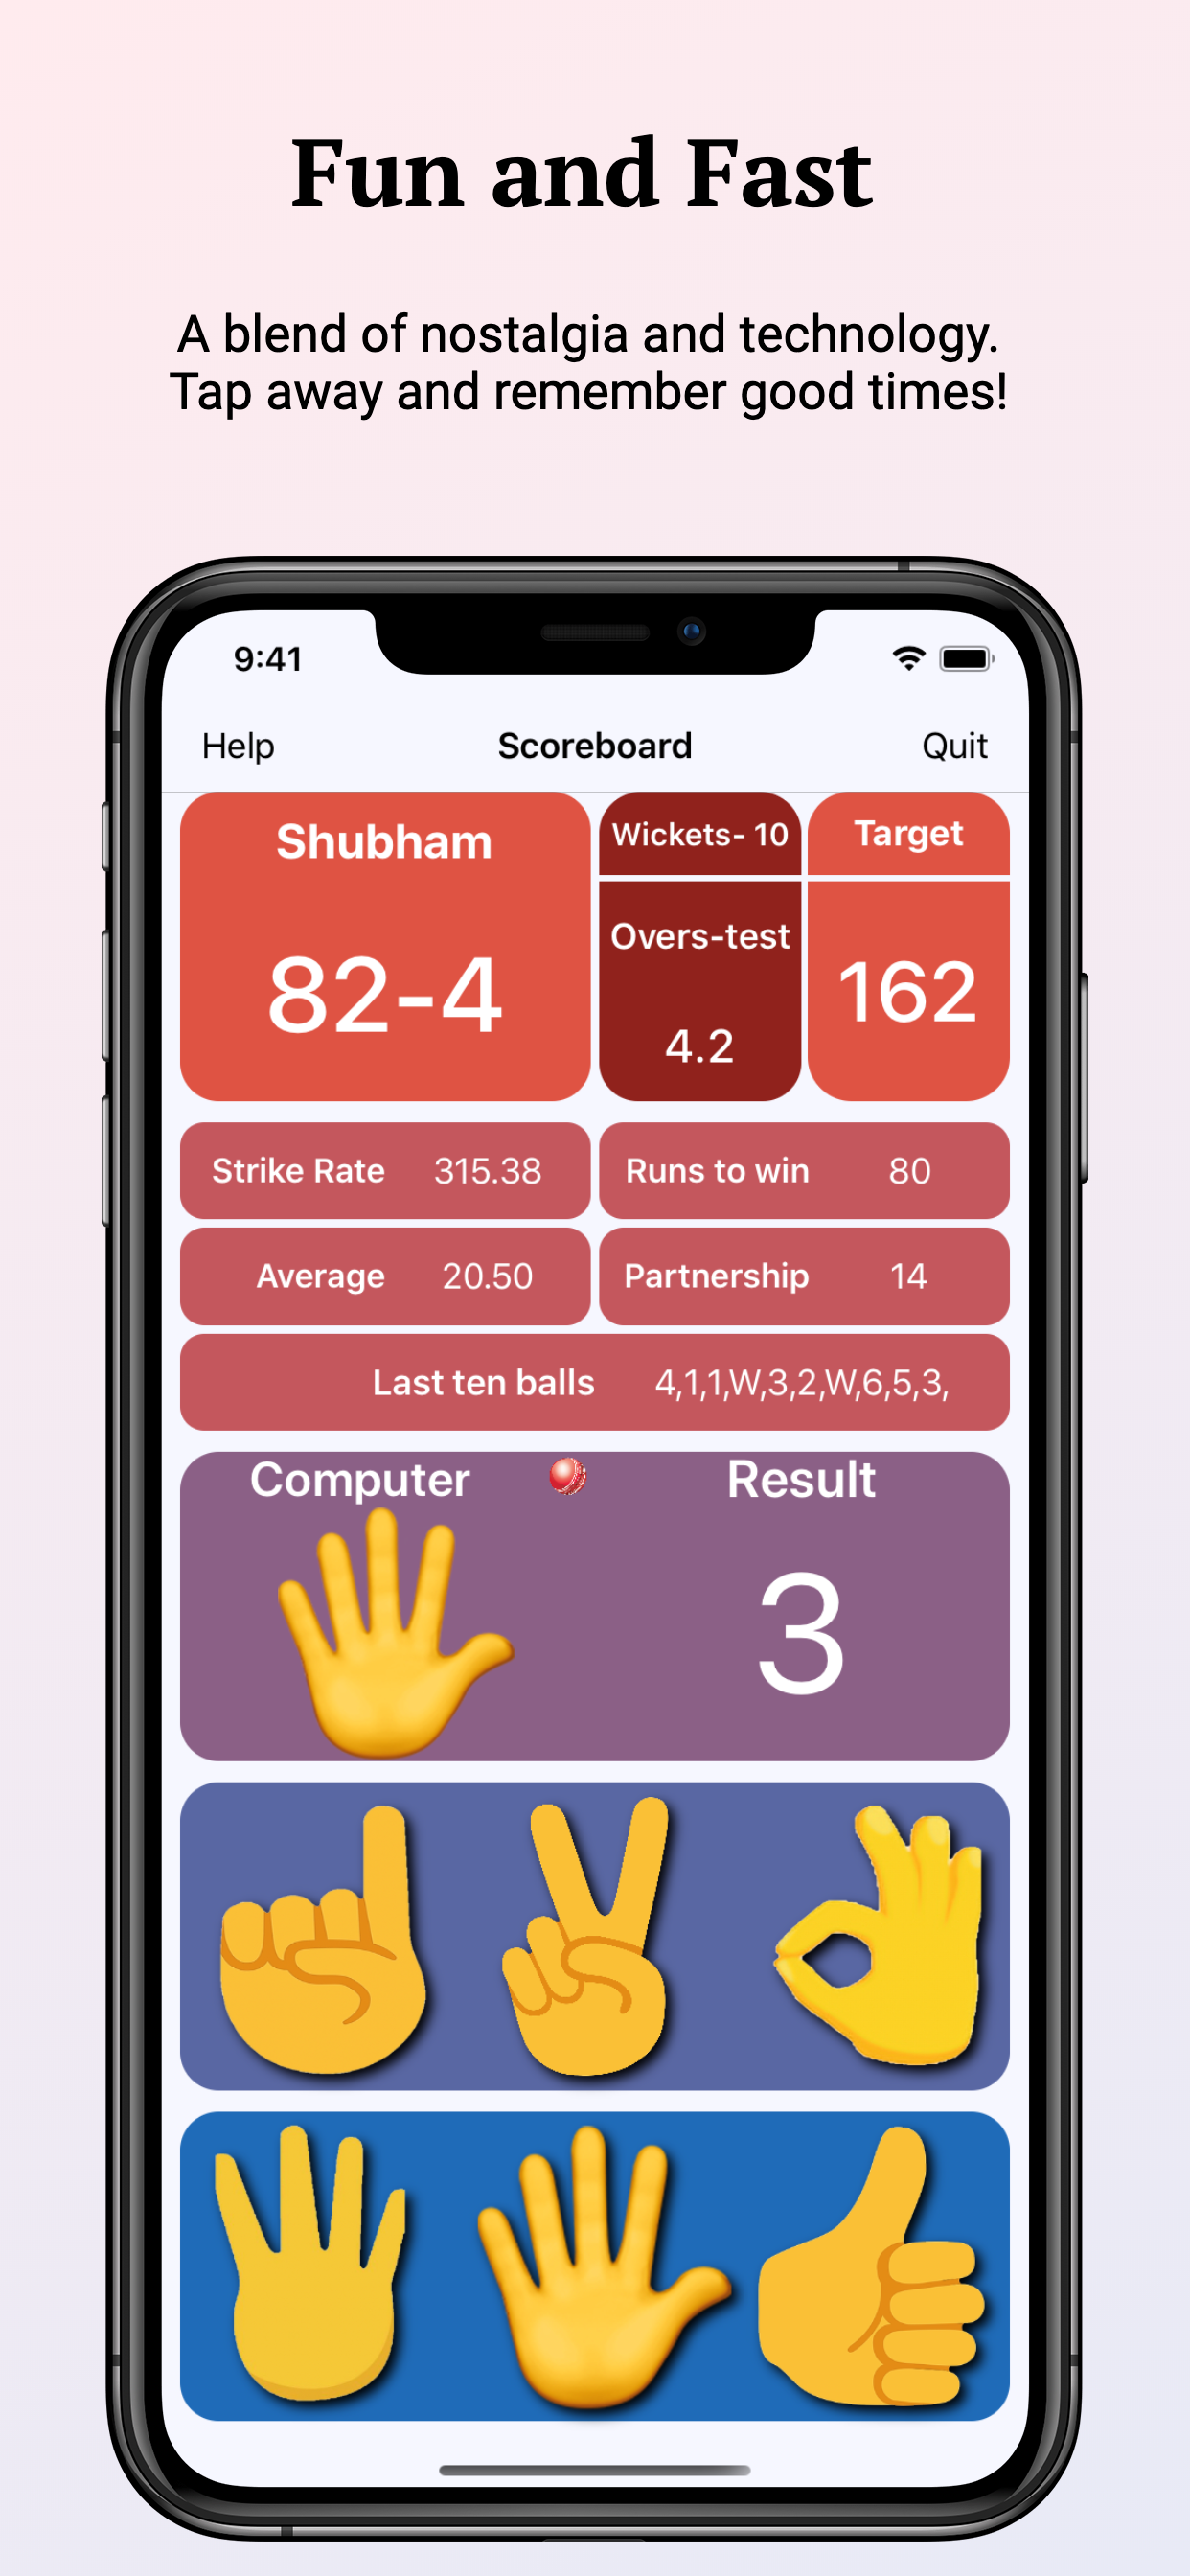 Fun and Fast
A blend of nostalgia and technology.
Tap away and remember good times!
9:41
Help Scoreboard Quit
Shubham
82-4
Wickets- 10
Overs-test
4.2
Target
162
Strike Rate 315.38
Runs to win 80
Average 20.50
Partnership 14
Last ten balls 4,1,1,W,3,2,W,6,5,3,
Computer Result
3